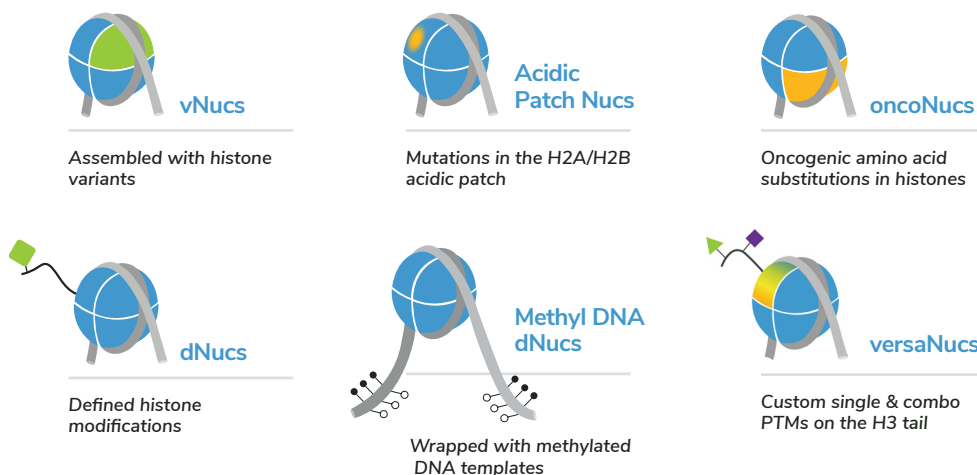 vNucs
Assembled with histone
variants
Acidic
Patch Nucs
Mutations in the H2A/H2B
acidic patch
oncoNucs
Oncogenic amino acid
substitutions in histones
dNucs
Defined histone
modifications
Methyl DNA
dNucs
Wrapped with methylated
DNA templates
versaNucs
Custom single & combo
PTMs on the H3 tail